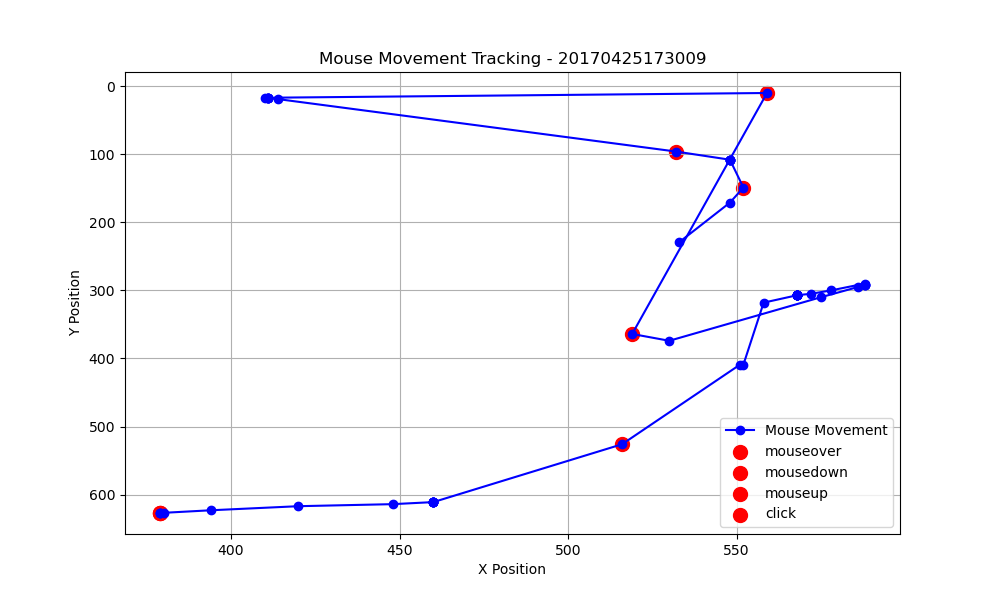 Mouse Movement Tracking - 20170425173009
0
100
200
300
400
500
600
Y Position
400
450
500
550
X Position
Mouse Movement
mouseover
mousedown
mouseup
click